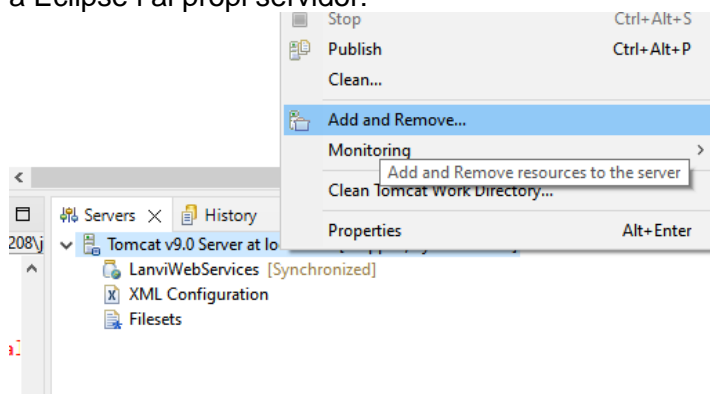 a Eclipse i al propi servidor.
Stop Ctrl+Alt+S
Publish Ctrl+Alt+P
Clean...
Add and Remove...
Monitoring >
Add and Remove resources to the server
Clean Tomcat Work Directory...
Properties Alt+Enter
<
Servers History
208\j
Tomcat v9.0 Server at
LanviWebServices [Synchronized]
XML Configuration
Filesets